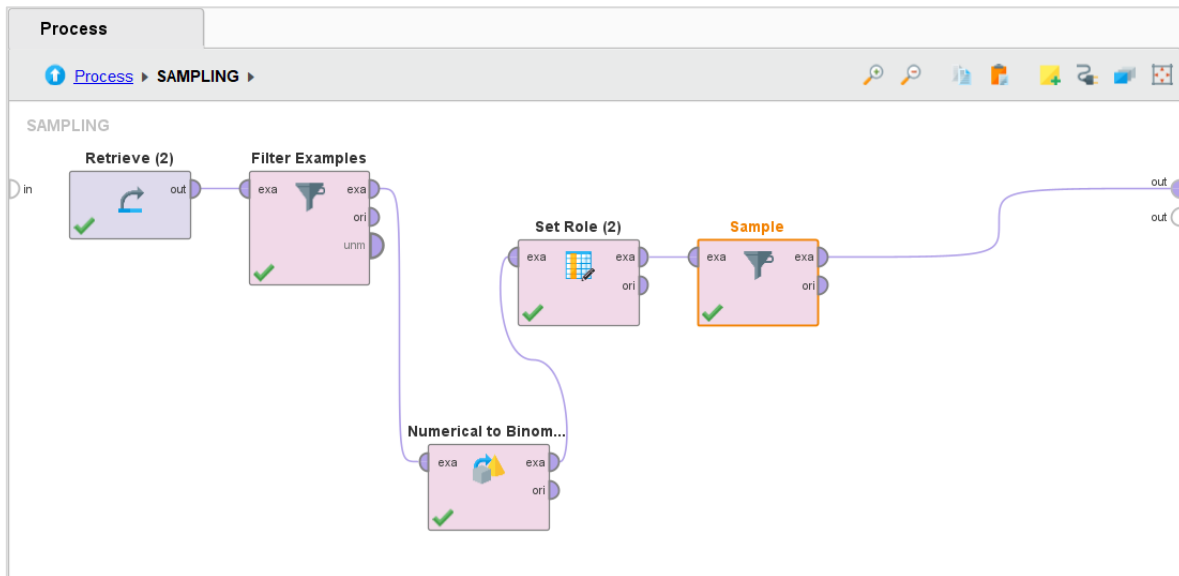 Process
Process ▸ SAMPLING ▸
SAMPLING
Retrieve (2)
Filter Examples
in
out
exa
exa
ori
unm
out
out
Set Role (2)
Sample
exa
exa
ori
exa
exa
ori
Numerical to Binom...
exa
exa
ori